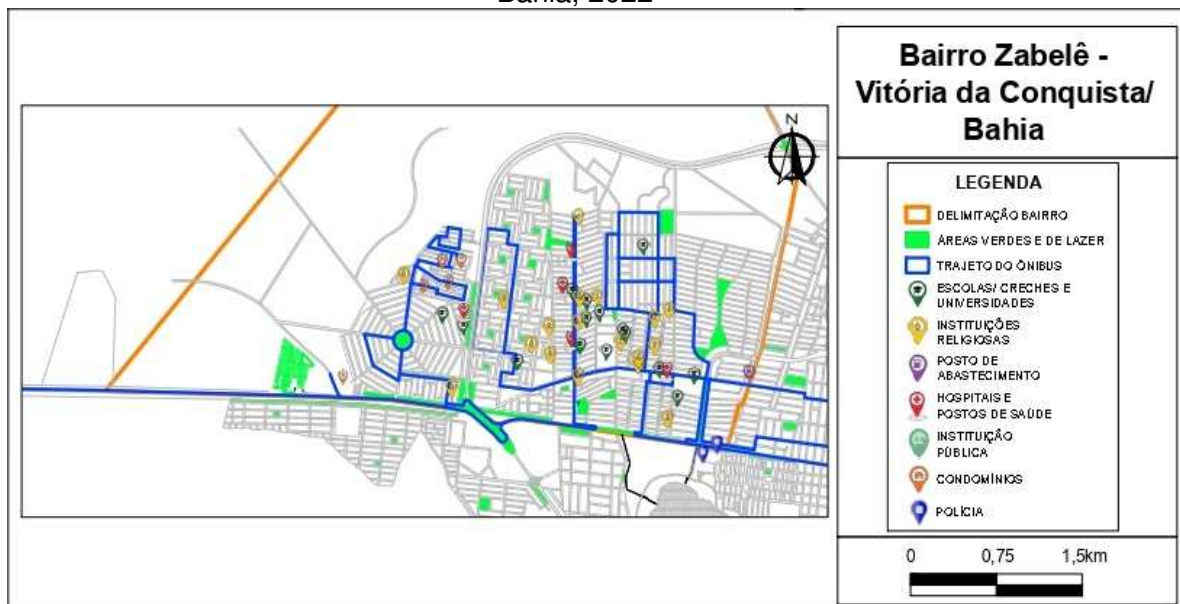 Bahia, 2022
Bairro Zabelê -
Vitória da Conquista/
Bahia
N
LEGENDA
DELIMITAÇÃO BAIRRO
ÁREAS VERDES E DE LAZER
TRAJETO DO ÔNIBUS
ESCOLAS/ CRECHES E
UNIVERSIDADES
INSTITUIÇÕES
RELIGIOSAS
POSTO DE
ABASTECIMENTO
HOSPITAIS E
POSTOS DE SAÚDE
INSTITUIÇÃO
PÚBLICA
CONDOMÍNIOS
POLÍCIA
0 0,75 1,5km